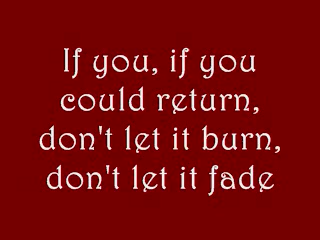 If you, if you
could return,
don't let it burn,
don't let it fade